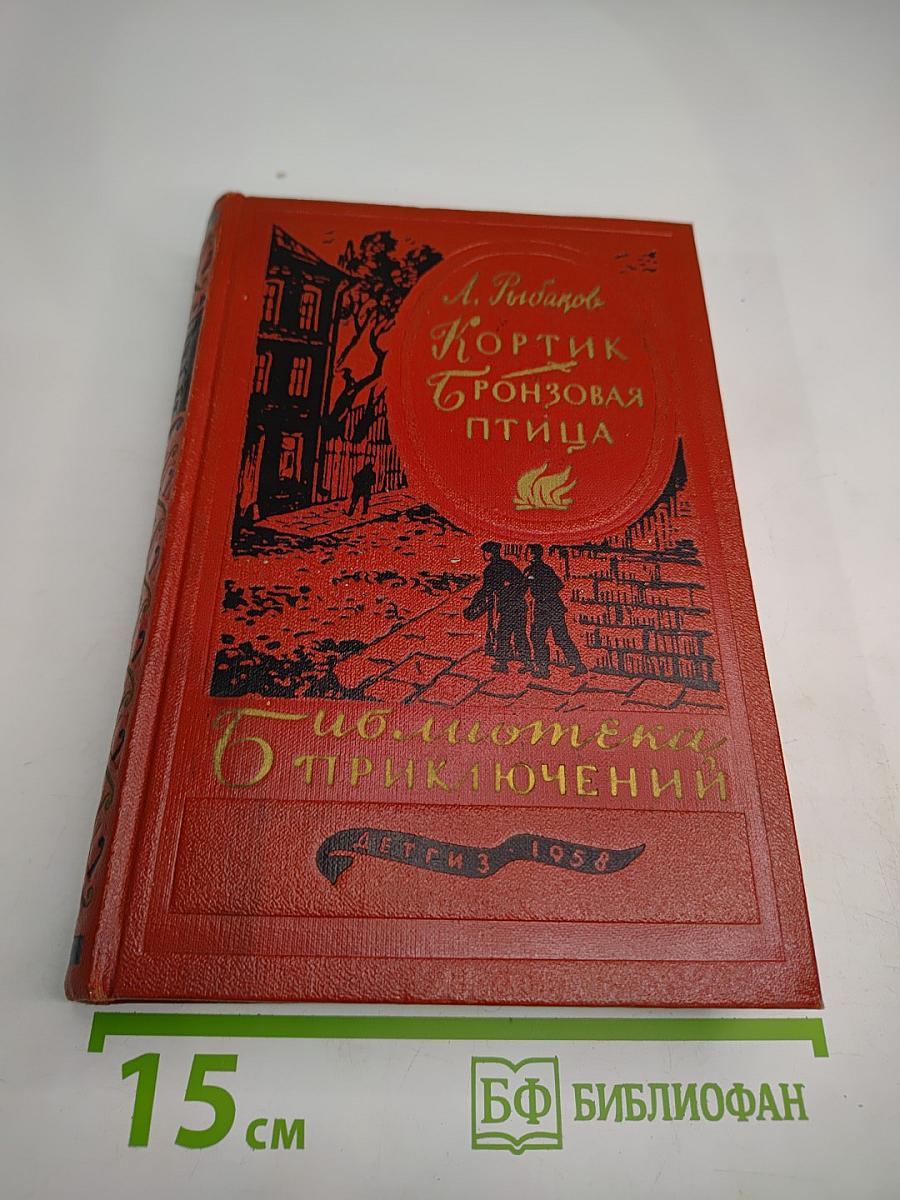 А. Рыбаков
КОРТИК
БРОНЗОВАЯ
ПТИЦА
Библиотека
ПРИКЛЮЧЕНИЙ
ДЕТГИЗ · 1958
15 см
БФ БИБЛИОФАН